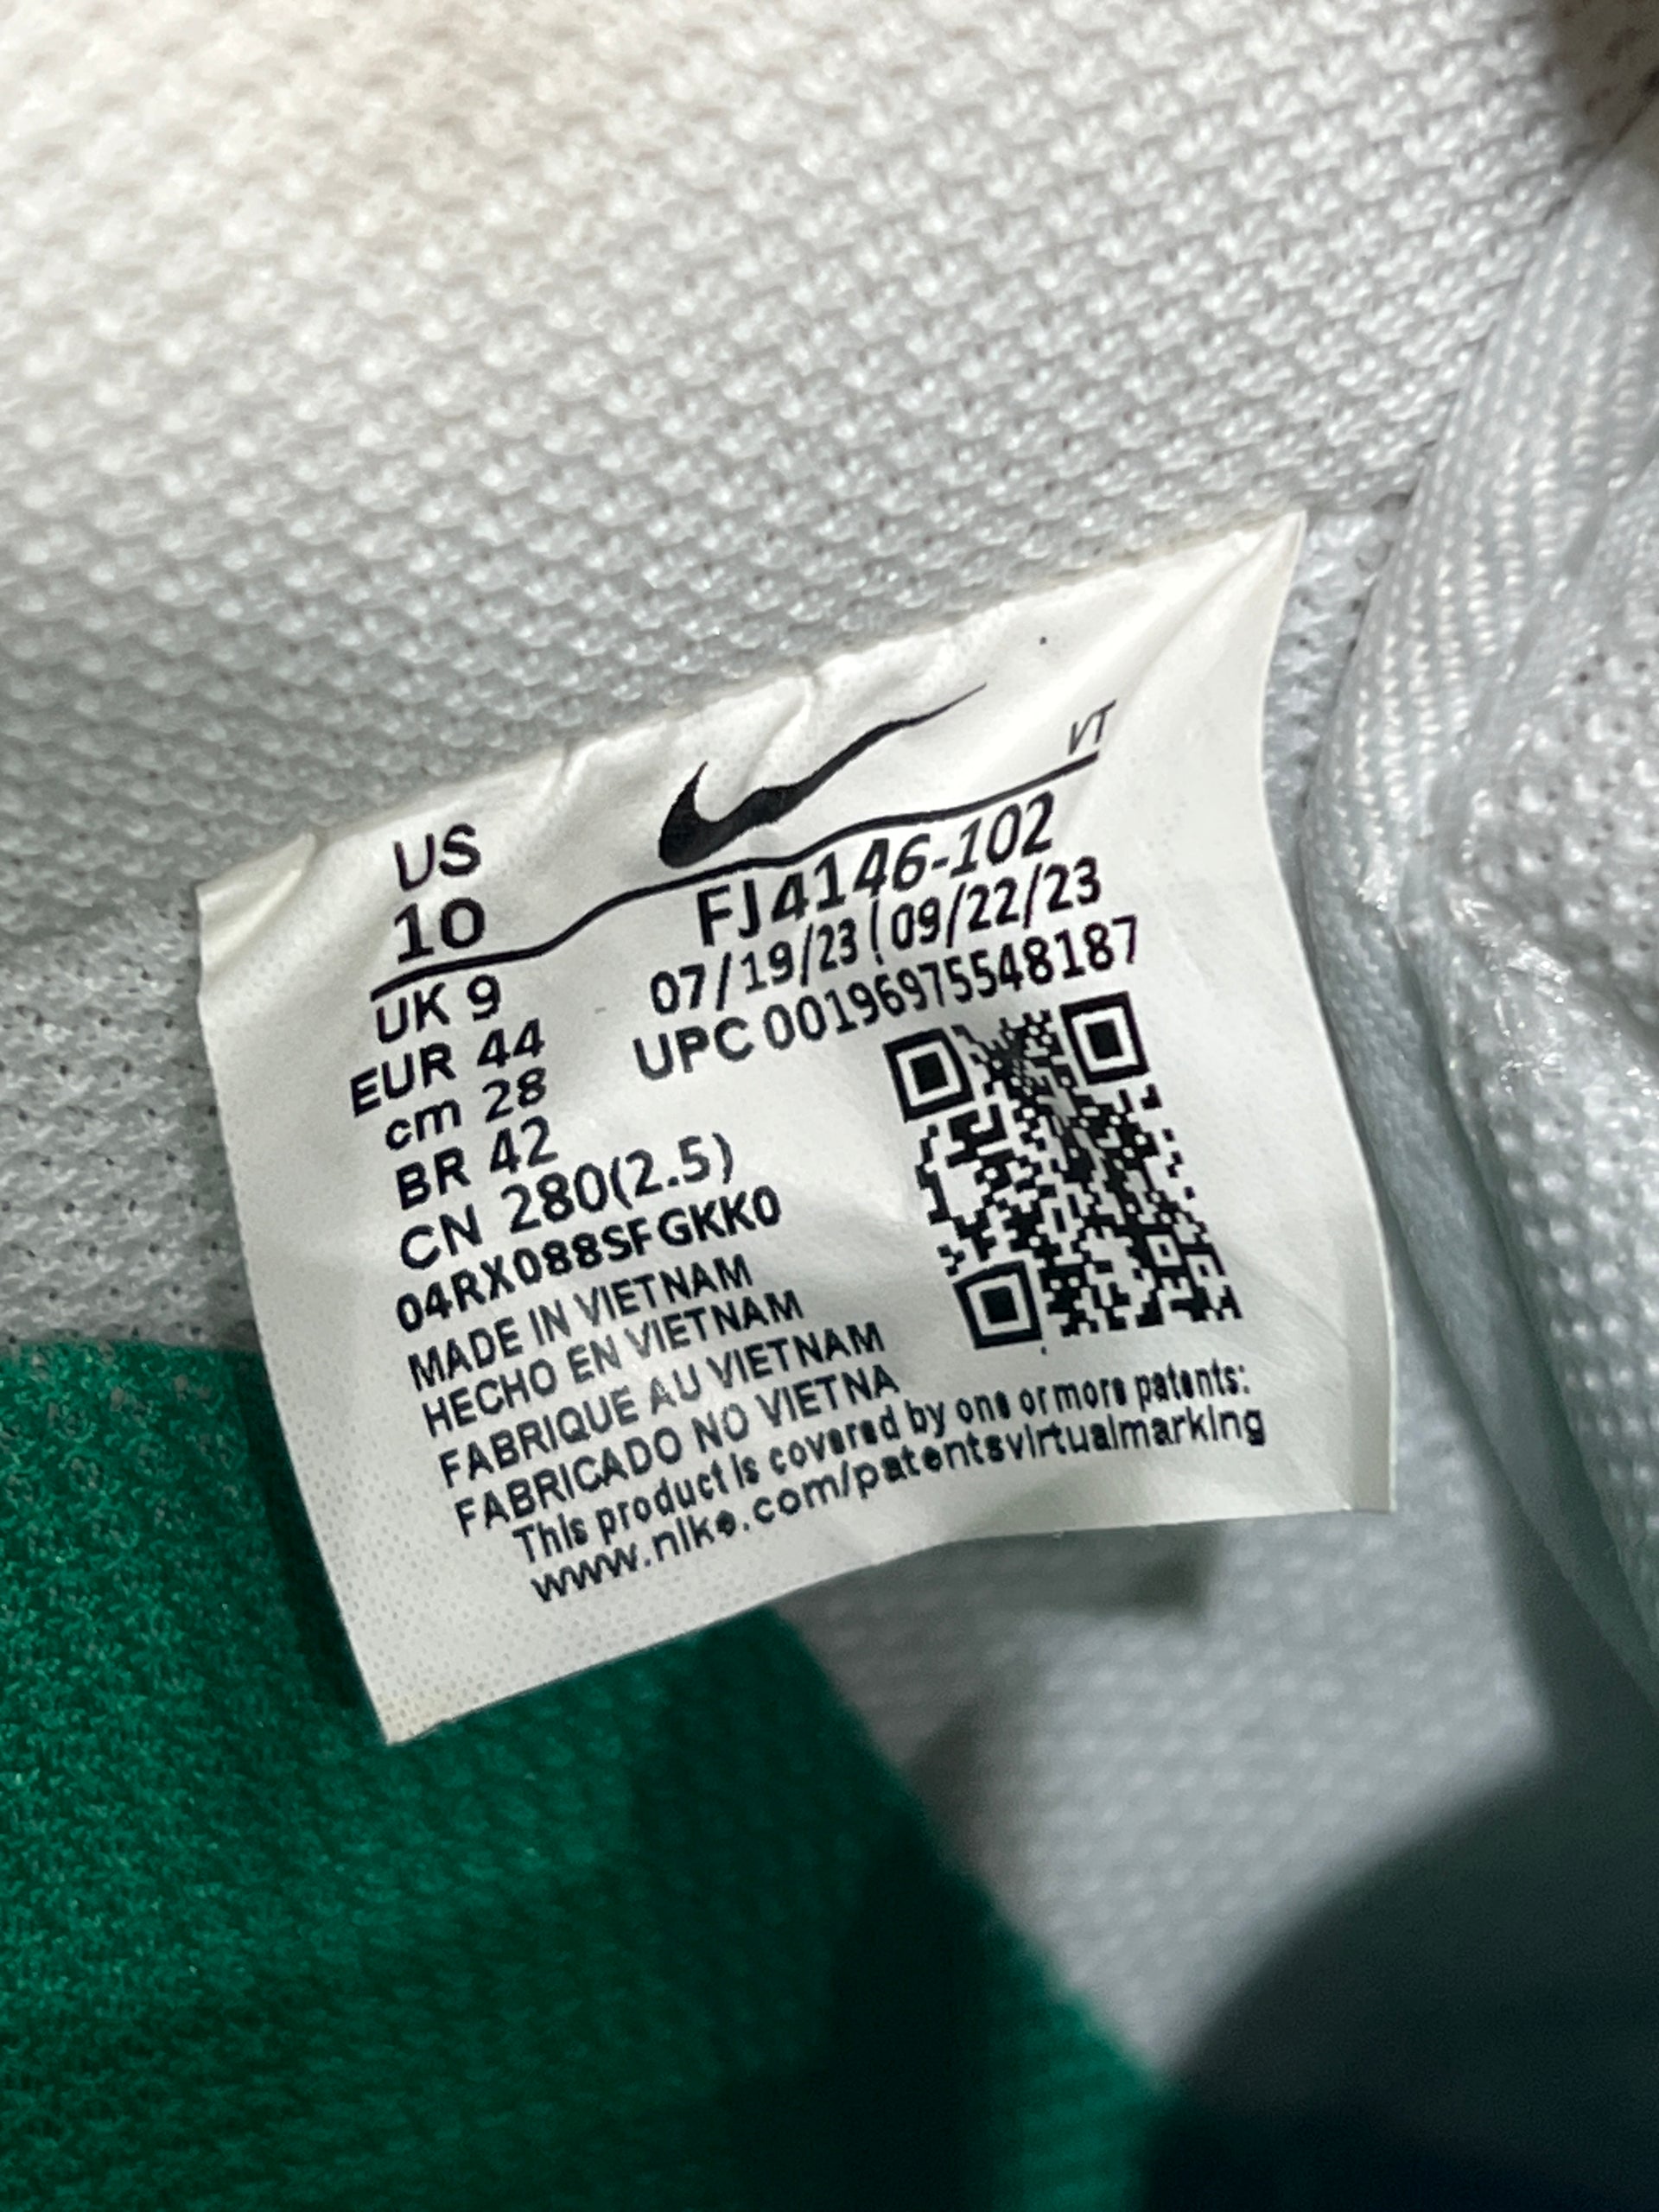 US
10
VT
FJ4146-102
07/19/23 | 09/22/23
UPC 00196975548187
UK 9
EUR 44
cm 28
BR 42
CN 280(2.5)
04RX088SFGKK0
MADE IN VIETNAM
HECHO EN VIETNAM
FABRIQUE AU VIETNAM
FABRICADO NO VIETNA
This product is covered by one or more patents:
www.nike.com/patentsvirtualmarking